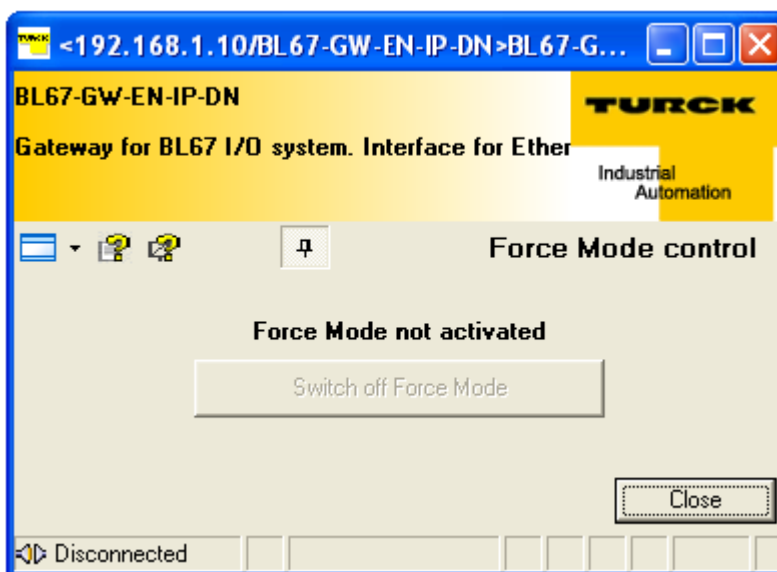 <192.168.1.10/BL67-GW-EN-IP-DN>BL67-G...
BL67-GW-EN-IP-DN
TURCK
Gateway for BL67 I/O system. Interface for Ether
Industrial
Automation
Force Mode control
Force Mode not activated
Switch off Force Mode
Close
Disconnected